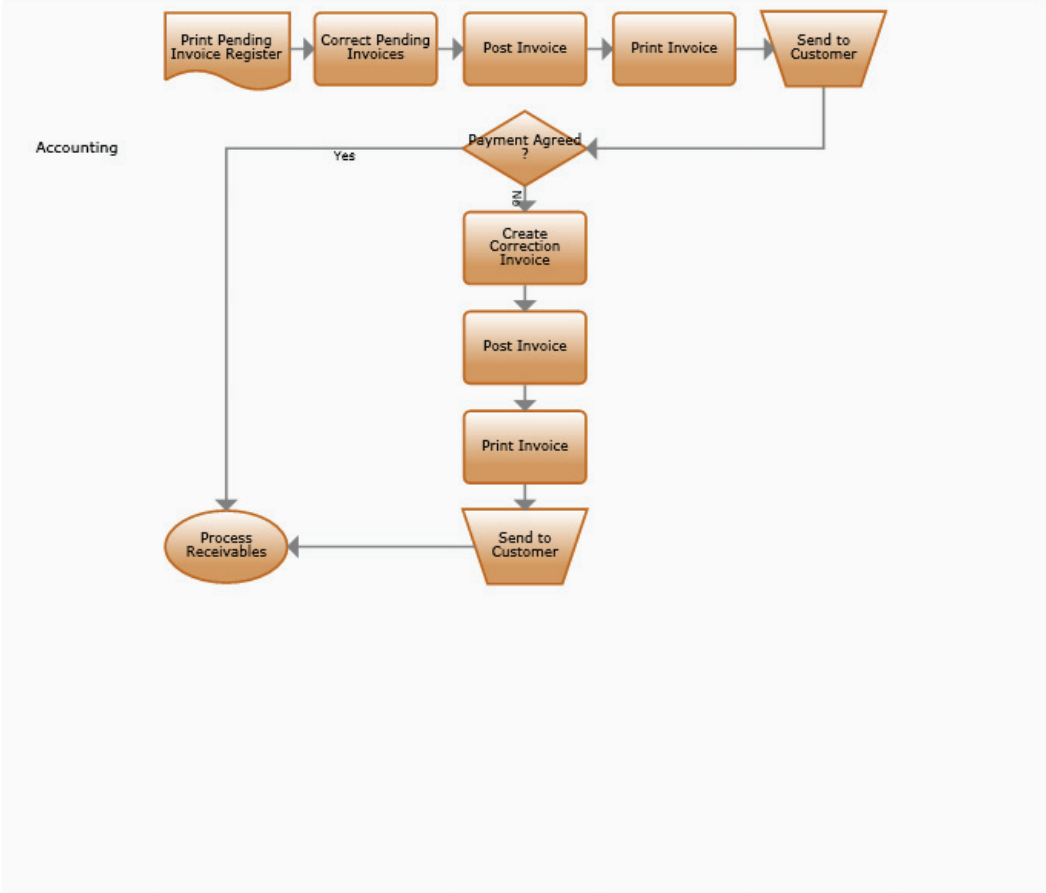 Print Pending
Invoice Register
Correct Pending
Invoices
Post Invoice
Print Invoice
Send to
Customer
Accounting
Yes
Payment Agreed
?
No
Create
Correction
Invoice
Post Invoice
Print Invoice
Process
Receivables
Send to
Customer